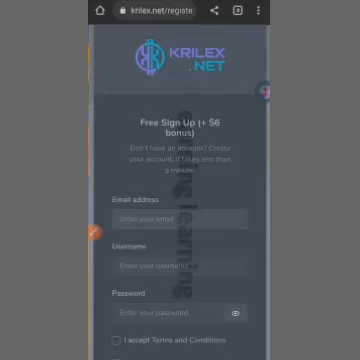 krilex.net/registe
KRILEX
.NET
Free Sign Up (+ $6
bonus)
Don't have an account? Create
your account, it takes less than
a minute.
earning learning
Email address
Enter your email
Username
Enter your username
Password
Enter your password
I accept Terms and Conditions